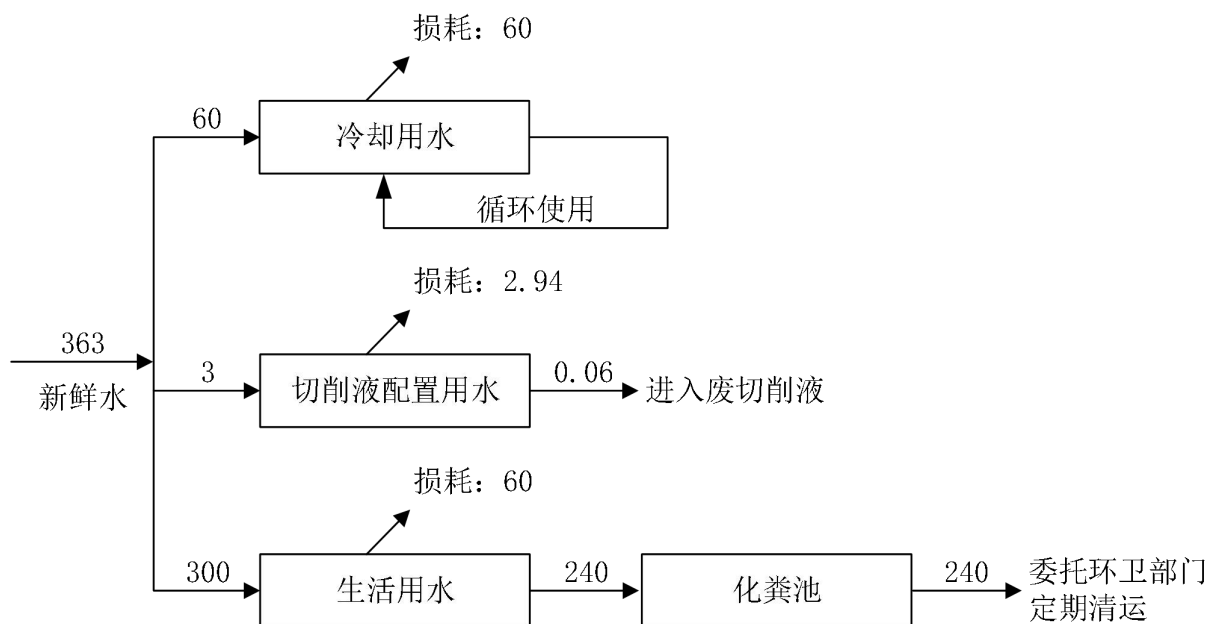 损耗：60
60
冷却用水
循环使用
损耗：2.94
363
新鲜水
3
切削液配置用水
0.06
进入废切削液
损耗：60
300
生活用水
240
化粪池
240
委托环卫部门
定期清运